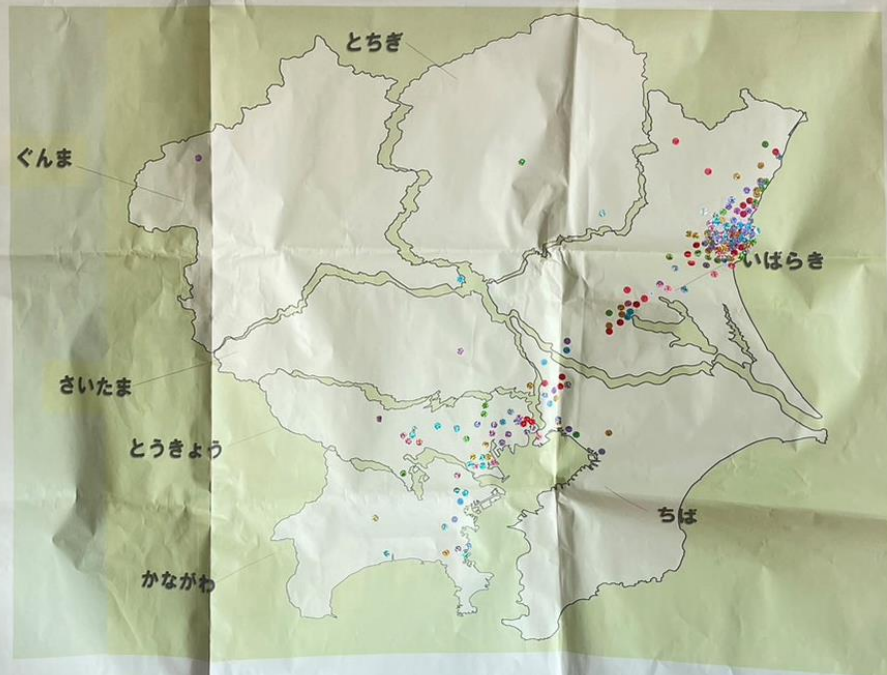 とちぎ
ぐんま
いばらき
さいたま
とうきょう
ちば
かながわ